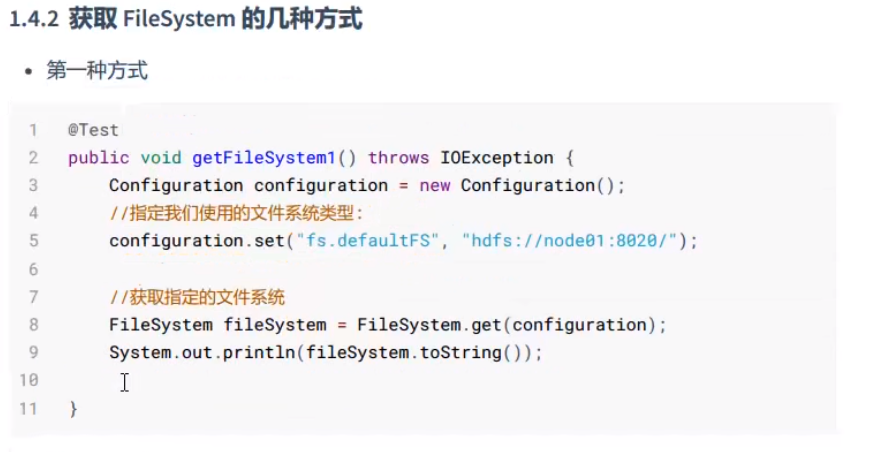 1.4.2 获取 FileSystem 的几种方式
• 第一种方式
1 @Test
2 public void getFileSystem1() throws IOException {
3 Configuration configuration = new Configuration();
4 //指定我们使用的文件系统类型:
5 configuration.set("fs.defaultFS", "hdfs://node01:8020/");
6
7 //获取指定的文件系统
8 FileSystem fileSystem = FileSystem.get(configuration);
9 System.out.println(fileSystem.toString());
10
11 }